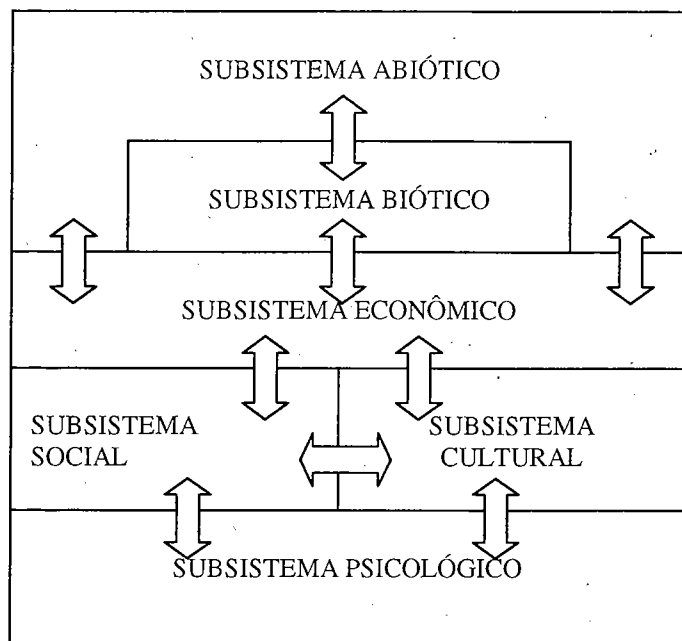 SUBSISTEMA ABIÓTICO
SUBSISTEMA BIÓTICO
SUBSISTEMA ECONÔMICO
SUBSISTEMA
SOCIAL
SUBSISTEMA
CULTURAL
SUBSISTEMA PSICOLÓGICO